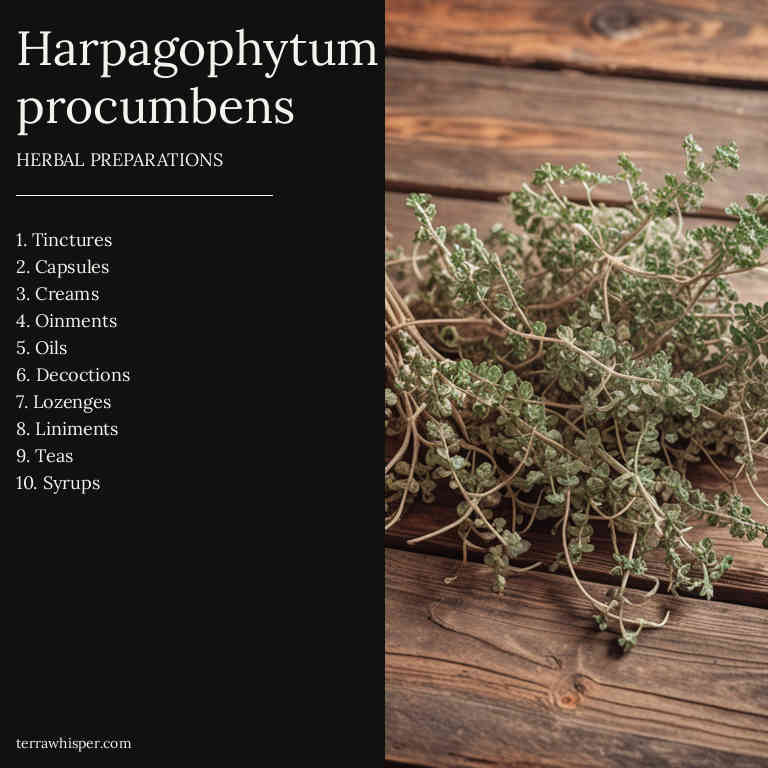 Harpagophytum
procumbens
HERBAL PREPARATIONS
1. Tinctures
2. Capsules
3. Creams
4. Oinments
5. Oils
6. Decoctions
7. Lozenges
8. Liniments
9. Teas
10. Syrups
terrawhisper.com